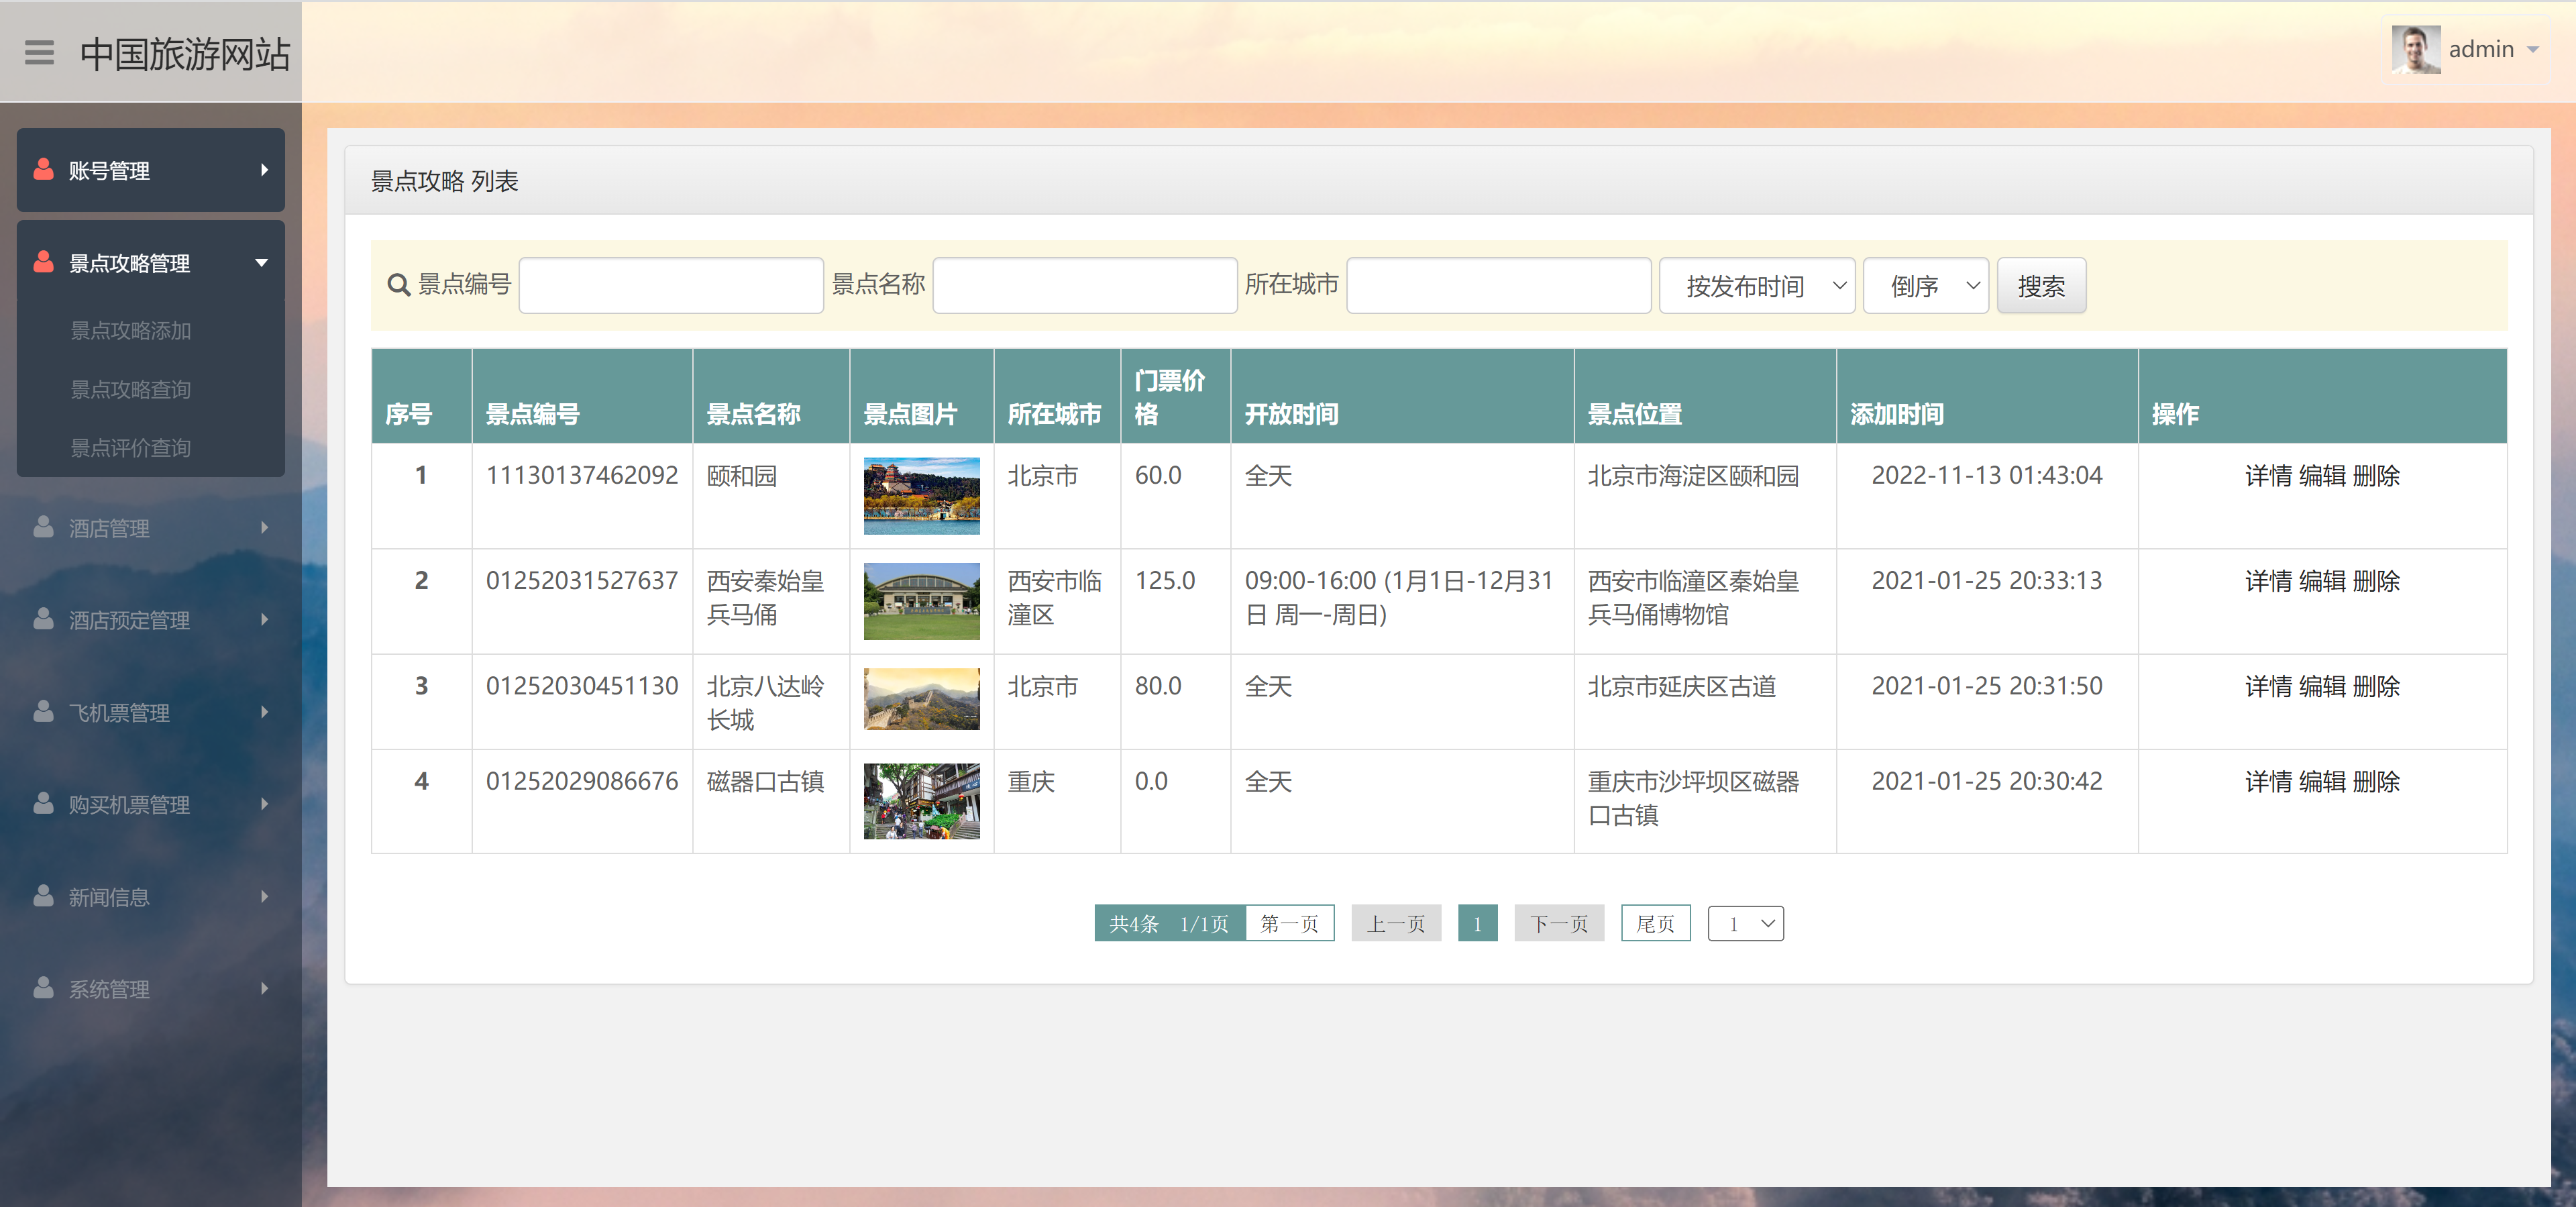 中国旅游网站
admin
账号管理
景点攻略管理
景点攻略添加
景点攻略查询
景点评价查询
酒店管理
酒店预定管理
飞机票管理
购买机票管理
新闻信息
系统管理
景点攻略 列表
景点编号 景点名称 所在城市 按发布时间 倒序 搜索
序号 景点编号 景点名称 景点图片 所在城市 门票价格 开放时间 景点位置 添加时间 操作
1 11130137462092 颐和园 北京市 60.0 全天 北京市海淀区颐和园 2022-11-13 01:43:04 详情 编辑 删除
2 01252031527637 西安秦始皇兵马俑 西安市临潼区 125.0 09:00-16:00 (1月1日-12月31日 周一-周日) 西安市临潼区秦始皇兵马俑博物馆 2021-01-25 20:33:13 详情 编辑 删除
3 01252030451130 北京八达岭长城 北京市 80.0 全天 北京市延庆区古道 2021-01-25 20:31:50 详情 编辑 删除
4 01252029086676 磁器口古镇 重庆 0.0 全天 重庆市沙坪坝区磁器口古镇 2021-01-25 20:30:42 详情 编辑 删除
共4条 1/1页 第一页 上一页 1 下一页 尾页 1